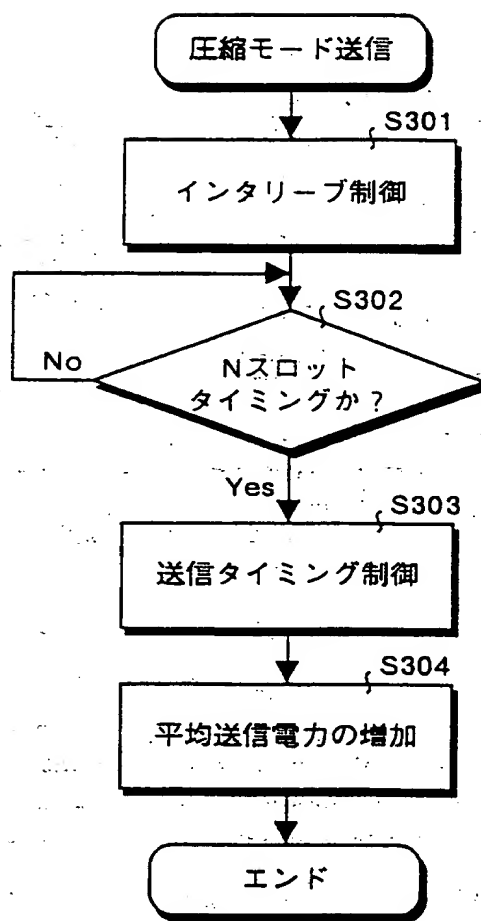 圧縮モード送信
S301
インタリーブ制御
S302
No
Nスロット
タイミングか?
Yes
S303
送信タイミング制御
S304
平均送信電力の増加
エンド